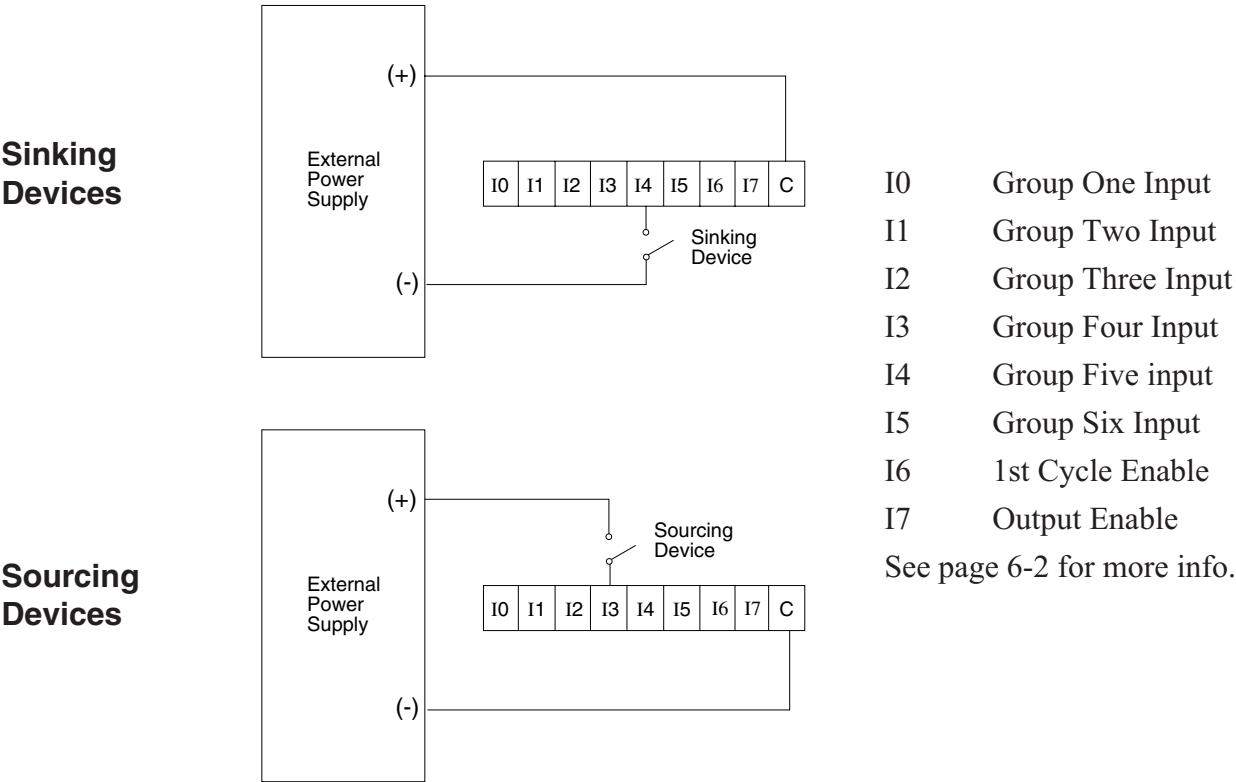 Sinking
Devices
External
Power
Supply
(+)
(-)
I0 I1 I2 I3 I4 I5 I6 I7 C
Sinking
Device
Sourcing
Devices
External
Power
Supply
(+)
(-)
Sourcing
Device
I0 I1 I2 I3 I4 I5 I6 I7 C
I0 Group One Input
I1 Group Two Input
I2 Group Three Input
I3 Group Four Input
I4 Group Five input
I5 Group Six Input
I6 1st Cycle Enable
I7 Output Enable
See page 6-2 for more info.